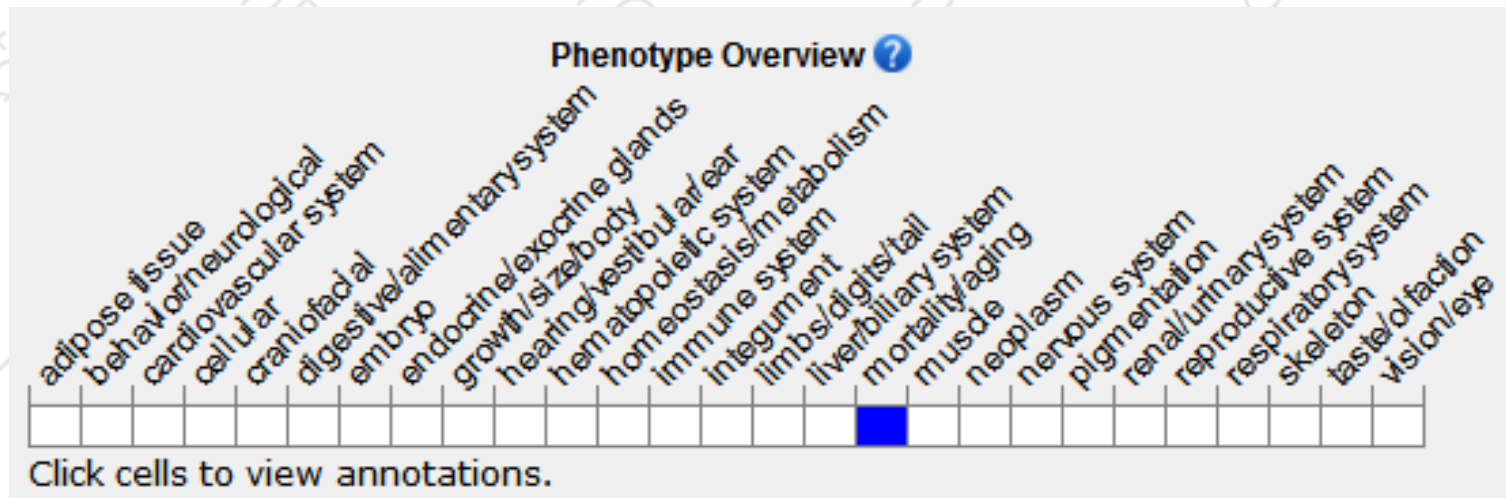 Phenotype Overview ?
adipose tissue
behavior/neurological
cardiovascular system
cellular
craniofacial
digestive/alimentary system
embryo
endocrine/exocrine glands
growth/size/body
hearing/vestibular/ear
hematopoietic system
homeostasis/metabolism
immune system
integument
limbs/digits/tail
liver/biliary system
mortality/aging
muscle
neoplasm
nervous system
pigmentation
renal/urinary system
reproductive system
respiratory system
skeleton
taste/olfaction
vision/eye
Click cells to view annotations.